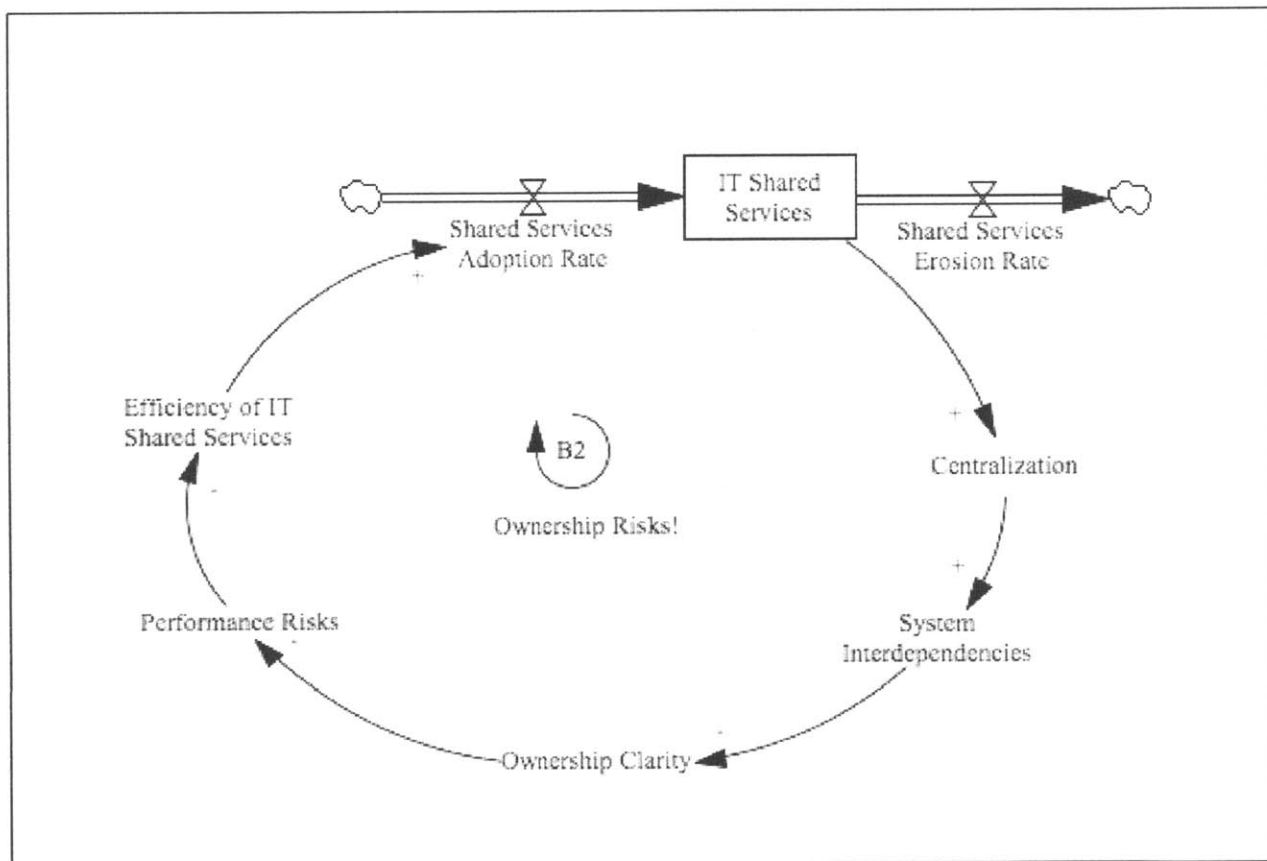 IT Shared
Services
Shared Services
Adoption Rate
Shared Services
Erosion Rate
+
Efficiency of IT
Shared Services
+
B2
Centralization
-
Ownership Risks!
+
Performance Risks
-
System
Interdependencies
-
Ownership Clarity